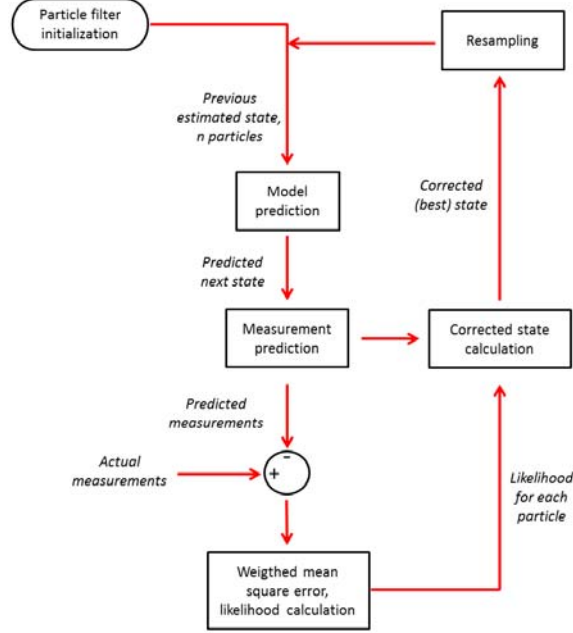 Particle filter
initialization
Resampling
Previous
estimated state,
n particles
Model
prediction
Corrected
(best) state
Predicted
next state
Measurement
prediction
Corrected state
calculation
Predicted
measurements
-
+
Actual
measurements
Likelihood
for each
particle
Weigthed mean
square error,
likelihood calculation